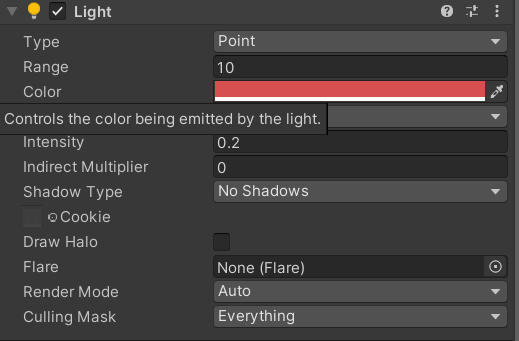 Light
Type Point
Range 10
Color
Controls the color being emitted by the light.
Intensity 0.2
Indirect Multiplier 0
Shadow Type No Shadows
Cookie
Draw Halo
Flare None (Flare)
Render Mode Auto
Culling Mask Everything